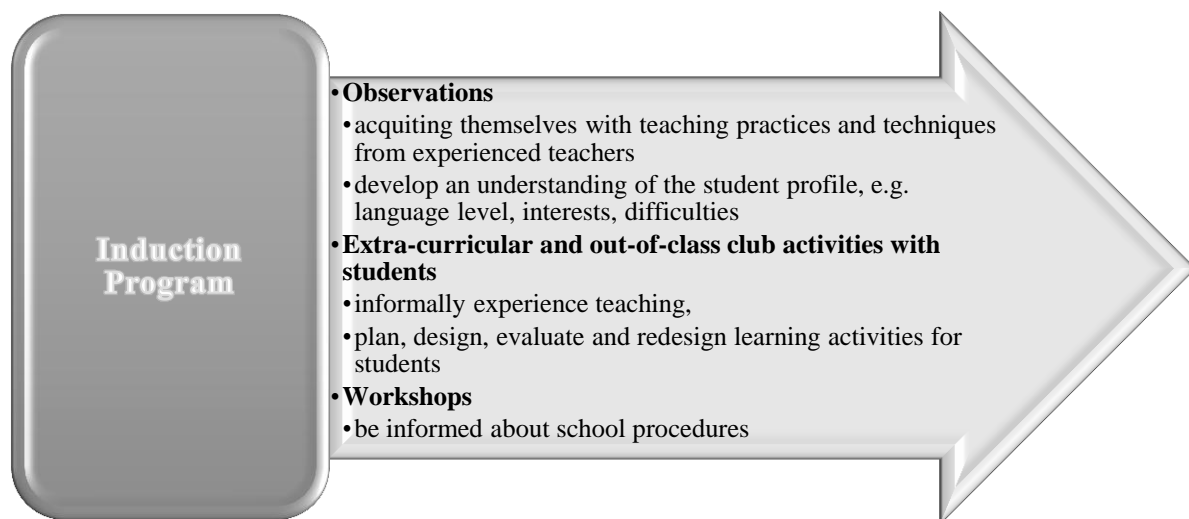 Induction
Program
•Observations
•acquiting themselves with teaching practices and techniques
from experienced teachers
•develop an understanding of the student profile, e.g.
language level, interests, difficulties
•Extra-curricular and out-of-class club activities with
students
•informally experience teaching,
•plan, design, evaluate and redesign learning activities for
students
•Workshops
•be informed about school procedures